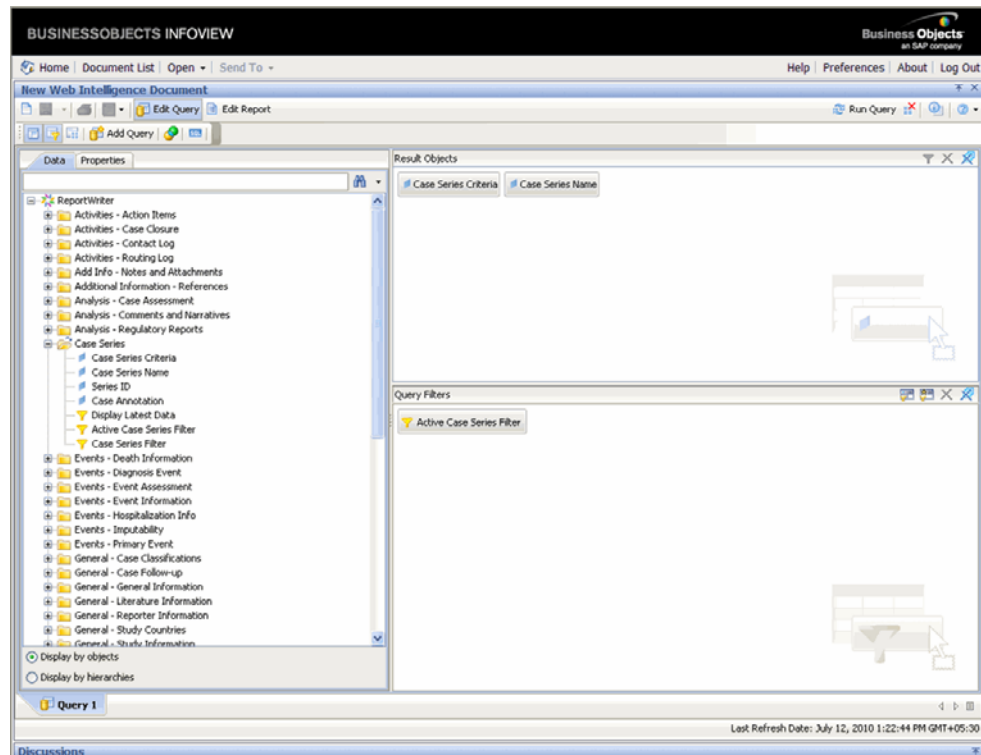 BUSINESSOBJECTS INFOVIEW
Business Objects
an SAP company
Home | Document List | Open | Send To
Help | Preferences | About | Log Out
New Web Intelligence Document
Edit Query Edit Report
Run Query
Add Query
Data Properties
ReportWriter
Activities - Action Items
Activities - Case Closure
Activities - Contact Log
Activities - Routing Log
Add Info - Notes and Attachments
Additional Information - References
Analysis - Case Assessment
Analysis - Comments and Narratives
Analysis - Regulatory Reports
Case Series
Case Series Criteria
Case Series Name
Series ID
Case Annotation
Display Latest Data
Active Case Series Filter
Case Series Filter
Events - Death Information
Events - Diagnosis Event
Events - Event Assessment
Events - Event Information
Events - Hospitalization Info
Events - Imputability
Events - Primary Event
General - Case Classifications
General - Case Follow-up
General - General Information
General - Literature Information
General - Reporter Information
General - Study Countries
General - Study Information
Display by objects
Display by hierarchies
Result Objects
Case Series Criteria Case Series Name
Query Filters
Active Case Series Filter
Query 1
Last Refresh Date: July 12, 2010 1:22:44 PM GMT+05:30
Discussions